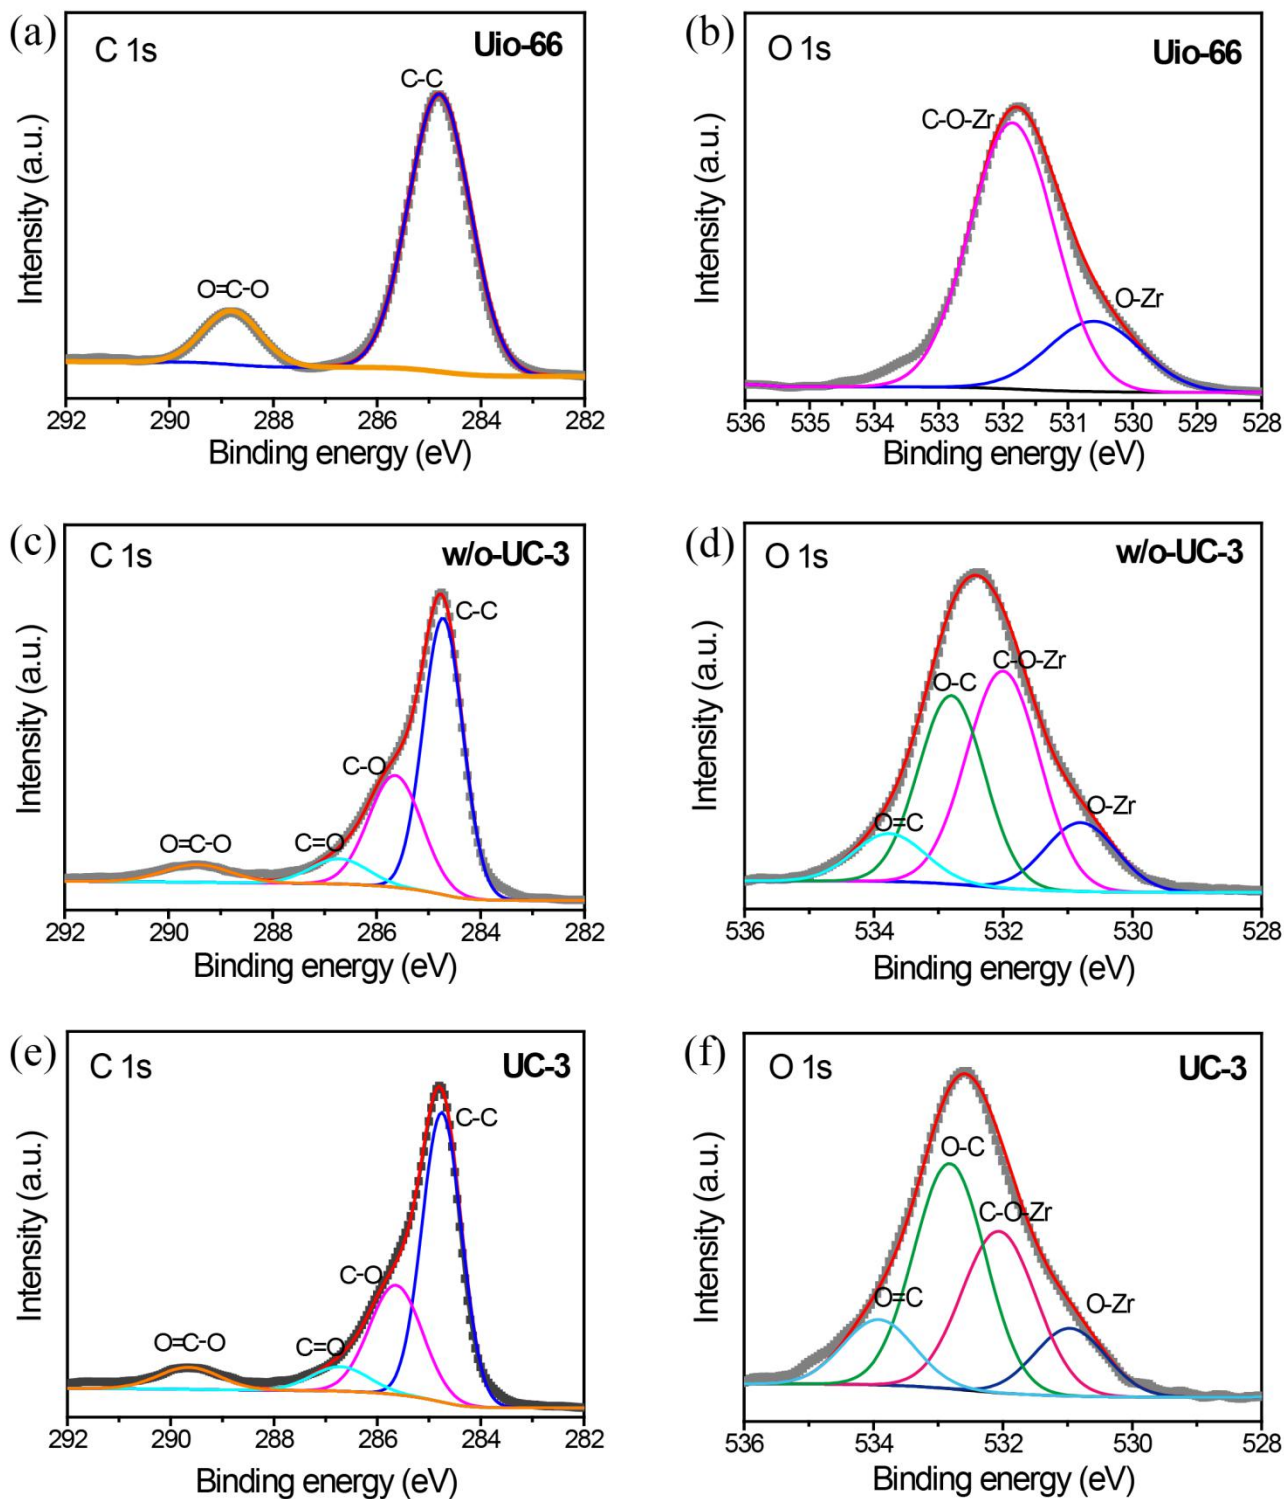 (a)
C 1s
Uio-66
C-C
O=C-O
Intensity (a.u.)
292 290 288 286 284 282
Binding energy (eV)
(b)
O 1s
Uio-66
C-O-Zr
O-Zr
Intensity (a.u.)
536 535 534 533 532 531 530 529 528
Binding energy (eV)
(c)
C 1s
w/o-UC-3
C-C
C-O
C=O
O=C-O
Intensity (a.u.)
292 290 288 286 284 282
Binding energy (eV)
(d)
O 1s
w/o-UC-3
C-O-Zr
O-C
O=C
O-Zr
Intensity (a.u.)
536 534 532 530 528
Binding energy (eV)
(e)
C 1s
UC-3
C-C
C-O
C=O
O=C-O
Intensity (a.u.)
292 290 288 286 284 282
Binding energy (eV)
(f)
O 1s
UC-3
O-C
C-O-Zr
O=C
O-Zr
Intensity (a.u.)
536 534 532 530 528
Binding energy (eV)